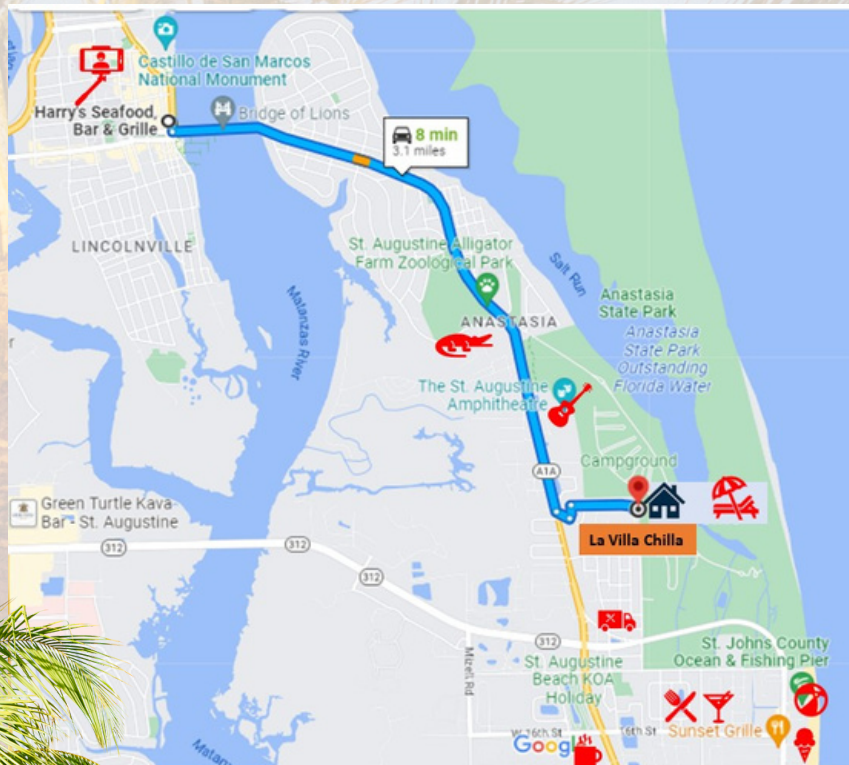 Castillo de San Marcos
National Monument
Harry's Seafood,
Bar & Grille
Bridge of Lions
8 min
3.1 miles
LINCOLNVILLE
St. Augustine Alligator
Farm Zoological Park
Salt Run
Matanzas River
ANASTASIA
Anastasia
State Park
Anastasia
State Park
Outstanding
Florida Water
The St. Augustine
Amphitheatre
A1A
Campground
La Villa Chilla
Green Turtle Kava
Bar - St. Augustine
312
312
312
312
St. Johns County
Ocean & Fishing Pier
St. Augustine
Beach KOA
Holiday
Mizell Rd
W 16th St
16th St
Sunset Grille
Googl